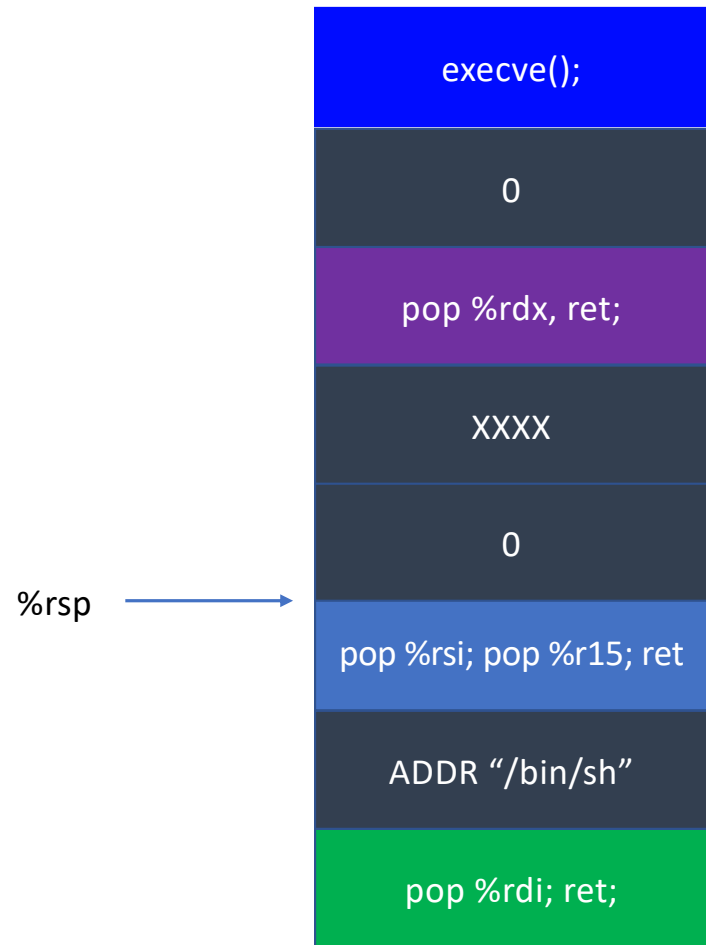 execve();
0
pop %rdx, ret;
XXXX
0
%rsp
pop %rsi; pop %r15; ret
ADDR “/bin/sh”
pop %rdi; ret;